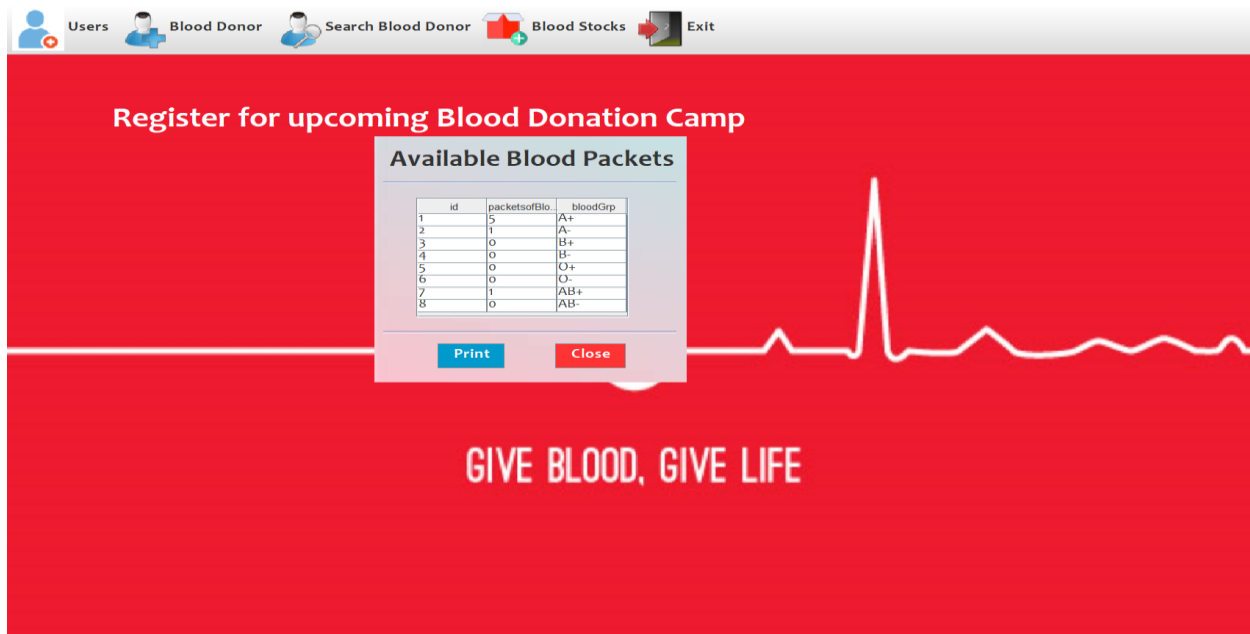 Users Blood Donor Search Blood Donor Blood Stocks Exit
Register for upcoming Blood Donation Camp
Available Blood Packets
id packetsofBlo... bloodGrp
1 5 A+
2 1 A-
3 0 B+
4 0 B-
5 0 O+
6 0 O-
7 1 AB+
8 0 AB-
Print Close
GIVE BLOOD, GIVE LIFE